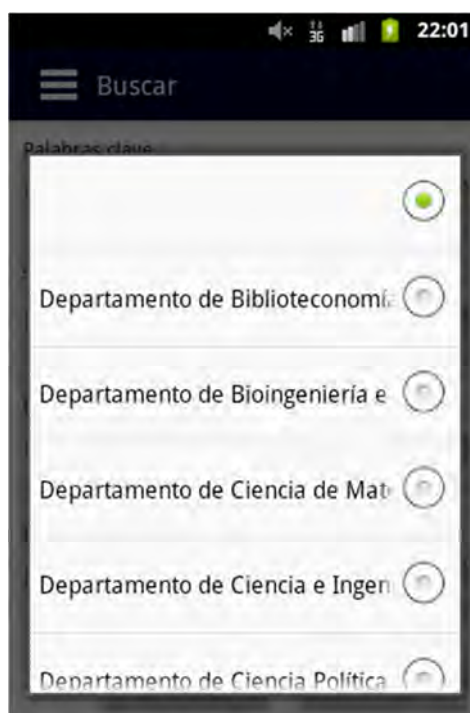 3G 22:01
Buscar
Palabras clave
Departamento de Biblioteconomía
Departamento de Bioingeniería e
Departamento de Ciencia de Mat
Departamento de Ciencia e Ingen
Departamento de Ciencia Política